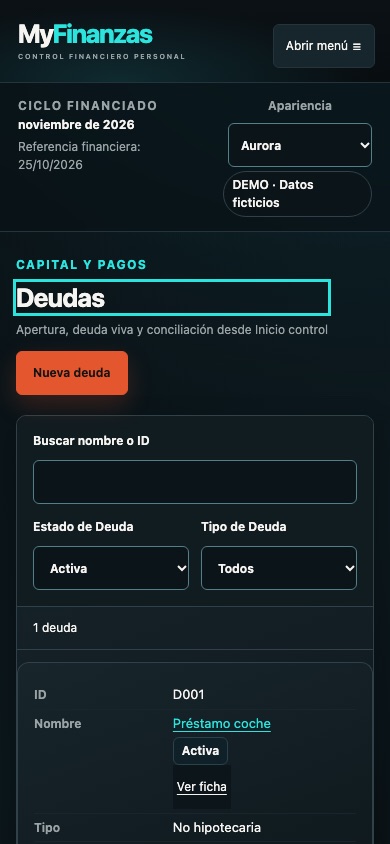 MyFinanzas
CONTROL FINANCIERO PERSONAL
Abrir menú ≡
CICLO FINANCIADO
noviembre de 2026
Referencia financiera:
25/10/2026
Apariencia
Aurora
DEMO · Datos
ficticios
CAPITAL Y PAGOS
Deudas
Apertura, deuda viva y conciliación desde Inicio control
Nueva deuda
Buscar nombre o ID
Estado de Deuda
Tipo de Deuda
Activa
Todos
1 deuda
ID
D001
Nombre
Préstamo coche
Activa
Ver ficha
Tipo
No hipotecaria